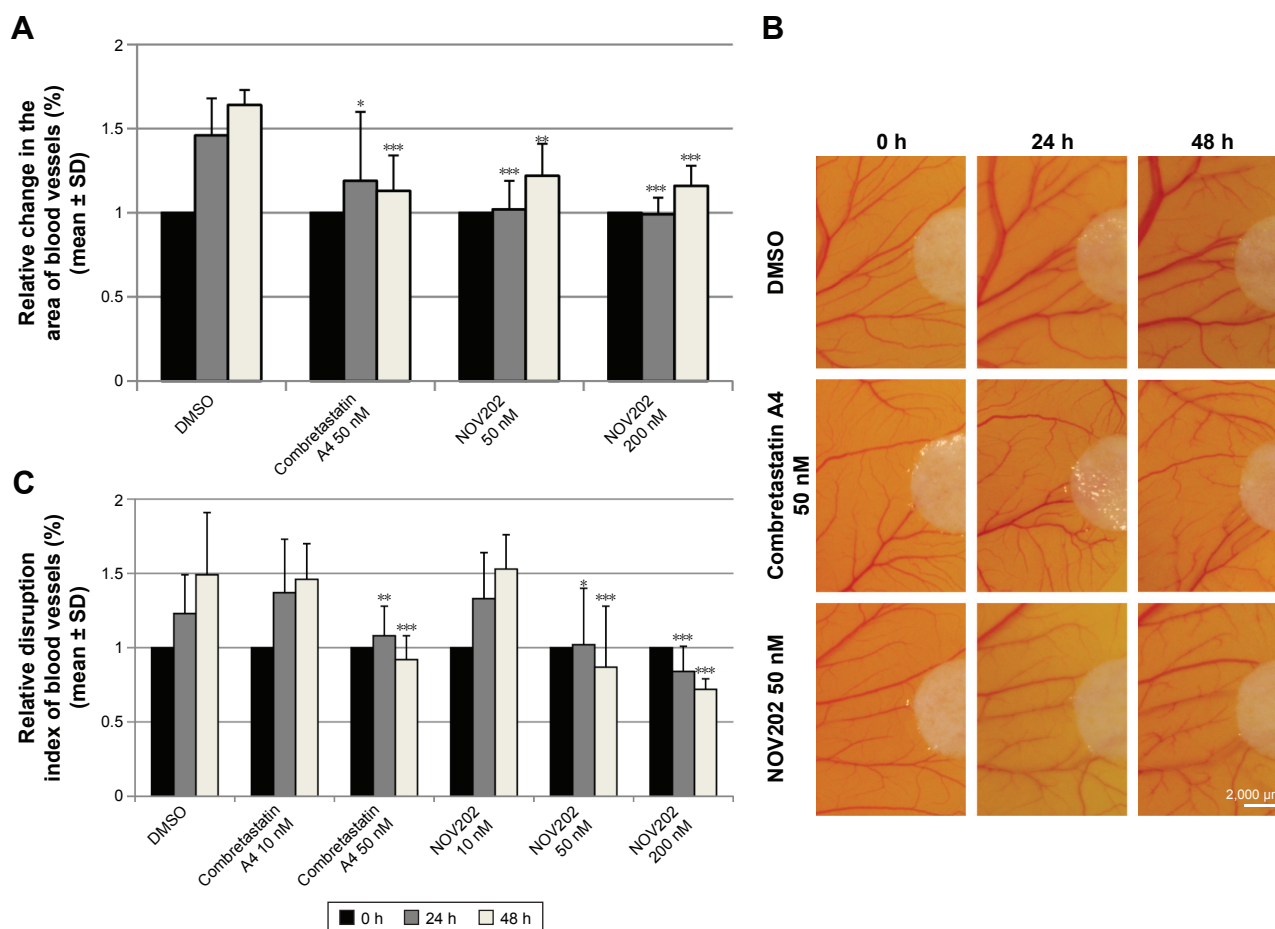 A
Relative change in the
area of blood vessels (%)
(mean ± SD)
2
1.5
1
0.5
0
*
***
***
**
***
***
DMSO
Combretastatin
A4 50 nM
NOV202
50 nM
NOV202
200 nM
B
0 h
24 h
48 h
DMSO
Combretastatin A4
50 nM
NOV202 50 nM
2,000 µm
C
Relative disruption
index of blood vessels (%)
(mean ± SD)
2
1.5
1
0.5
0
**
***
*
***
***
***
DMSO
Combretastatin
A4 10 nM
Combretastatin
A4 50 nM
NOV202
10 nM
NOV202
50 nM
NOV202
200 nM
0 h
24 h
48 h